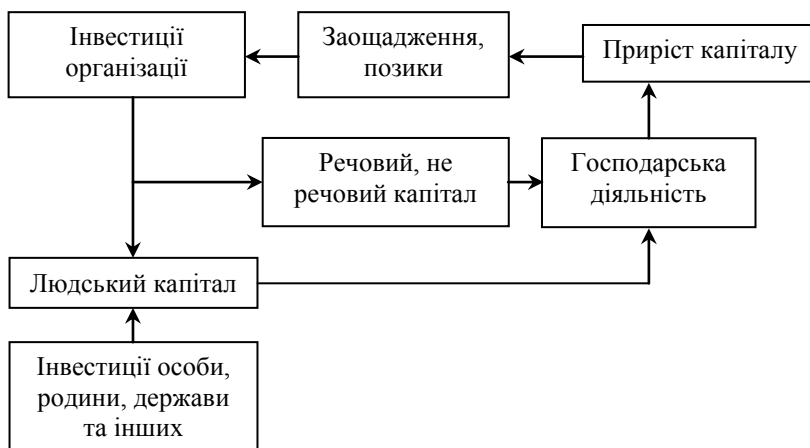 Інвестиції
організації
Заощадження,
позики
Приріст капіталу
Речовий, не
речовий капітал
Господарська
діяльність
Людський капітал
Інвестиції особи,
родини, держави
та інших